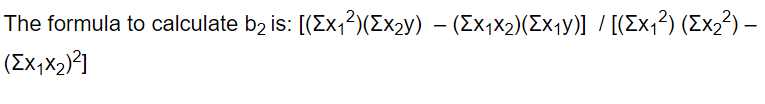 The formula to calculate b₂ is: [(Σx₁²)(Σx₂y) – (Σx₁x₂)(Σx₁y)] / [(Σx₁²) (Σx₂²) –
(Σx₁x₂)²]